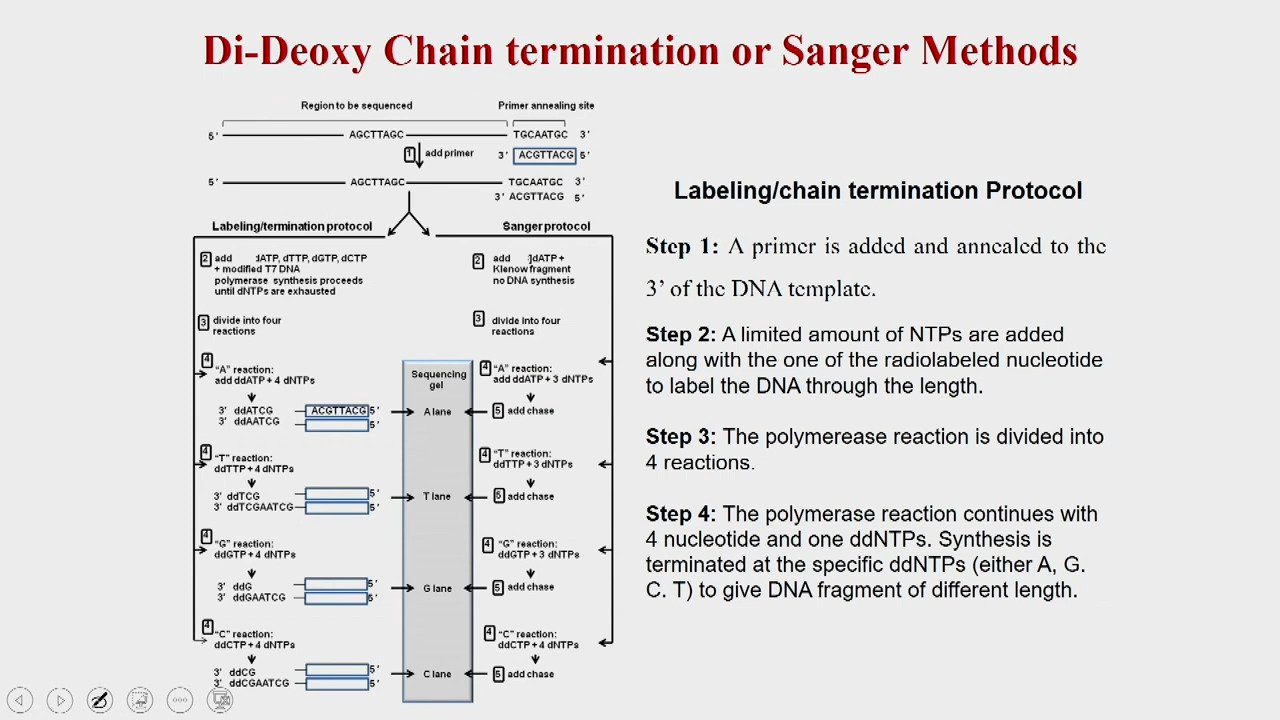 Di-Deoxy Chain termination or Sanger Methods
Region to be sequenced
Primer annealing site
5' AGCTTAGC TGCAATGC 3'
1 add primer
3' ACGTTACG 5'
5' AGCTTAGC TGCAATGC 3'
3' ACGTTACG 5'
Labeling/termination protocol
2 add dATP, dTTP, dGTP, dCTP
+ modified T7 DNA
polymerase synthesis proceeds
until dNTPs are exhausted
3 divide into four
reactions
4 "A" reaction:
add ddATP + 4 dNTPs
3' ddATCG ACGTTACG 5'
3' ddAATCG 5'
4 "T" reaction:
ddTTP + 4 dNTPs
3' ddTCG 5'
3' ddTCGAATCG 5'
4 "G" reaction:
ddGTP + 4 dNTPs
3' ddG 5'
3' ddGAATCG 5'
4 "C" reaction:
ddCTP + 4 dNTPs
3' ddCG 5'
3' ddCGAATCG 5'
Sequencing
gel
A lane
T lane
G lane
C lane
Sanger protocol
2 add dATP +
Klenow fragment
no DNA synthesis
3 divide into four
reactions
4 "A" reaction:
add ddATP + 3 dNTPs
5 add chase
4 "T" reaction:
ddTTP + 3 dNTPs
5 add chase
4 "G" reaction:
ddGTP + 3 dNTPs
5 add chase
4 "C" reaction:
ddCTP + 4 dNTPs
5 add chase
Labeling/chain termination Protocol
Step 1: A primer is added and annealed to the
3' of the DNA template.
Step 2: A limited amount of NTPs are added
along with the one of the radiolabeled nucleotide
to label the DNA through the length.
Step 3: The polymerease reaction is divided into
4 reactions.
Step 4: The polymerase reaction continues with
4 nucleotide and one ddNTPs. Synthesis is
terminated at the specific ddNTPs (either A, G.
C. T) to give DNA fragment of different length.